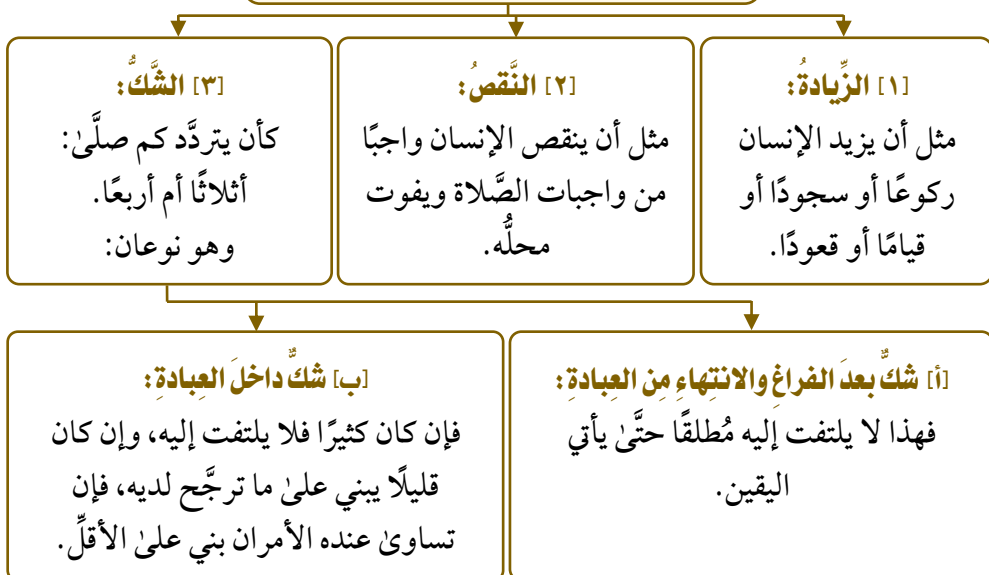 [١] الزِّيادةُ:
مثل أن يزيد الإنسان
ركوعًا أو سجودًا أو
قيامًا أو قعودًا.
[٢] النَّقصُ:
مثل أن ينقص الإنسان واجبًا
من واجبات الصَّلاة ويفوت
محلُّه.
[٣] الشَّكُّ:
كأن يتردَّد كم صلَّىٰ:
أثلاثًا أم أربعًا.
وهو نوعان:
[أ] شكٌّ بعدَ الفراغِ والانتِهاءِ مِن العِبادةِ:
فهذا لا يلتفت إليه مُطلقًا حتَّىٰ يأتي
اليقين.
[ب] شكٌّ داخلَ العِبادةِ:
فإن كان كثيرًا فلا يلتفت إليه، وإن كان
قليلًا يبني علىٰ ما ترجَّح لديه، فإن
تساوىٰ عنده الأمران بني علىٰ الأقلِّ.